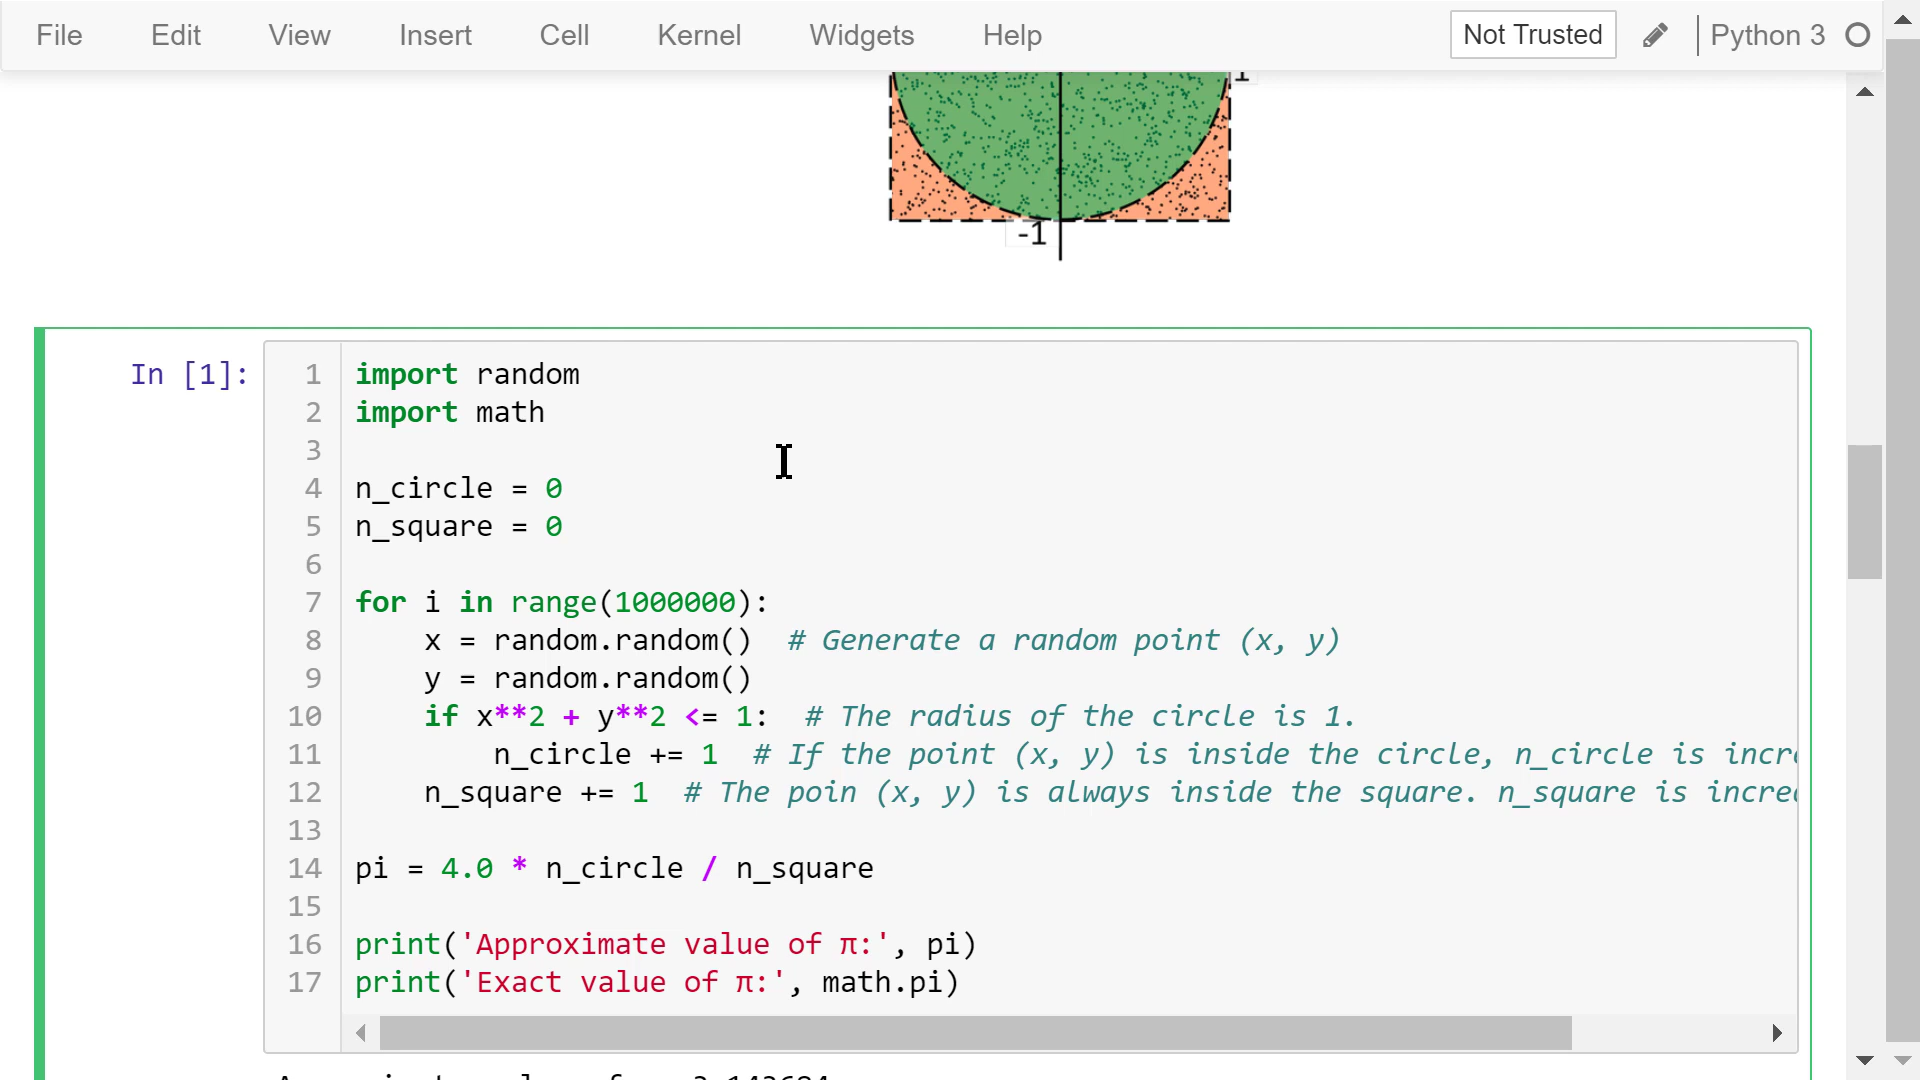 File Edit View Insert Cell Kernel Widgets Help Not Trusted Python 3
-1
In [1]:
1 import random
2 import math
3
4 n_circle = 0
5 n_square = 0
6
7 for i in range(1000000):
8     x = random.random()  # Generate a random point (x, y)
9     y = random.random()
10     if x**2 + y**2 <= 1:  # The radius of the circle is 1.
11         n_circle += 1  # If the point (x, y) is inside the circle, n_circle is incre
12     n_square += 1  # The poin (x, y) is always inside the square. n_square is increa
13
14 pi = 4.0 * n_circle / n_square
15
16 print('Approximate value of π:', pi)
17 print('Exact value of π:', math.pi)